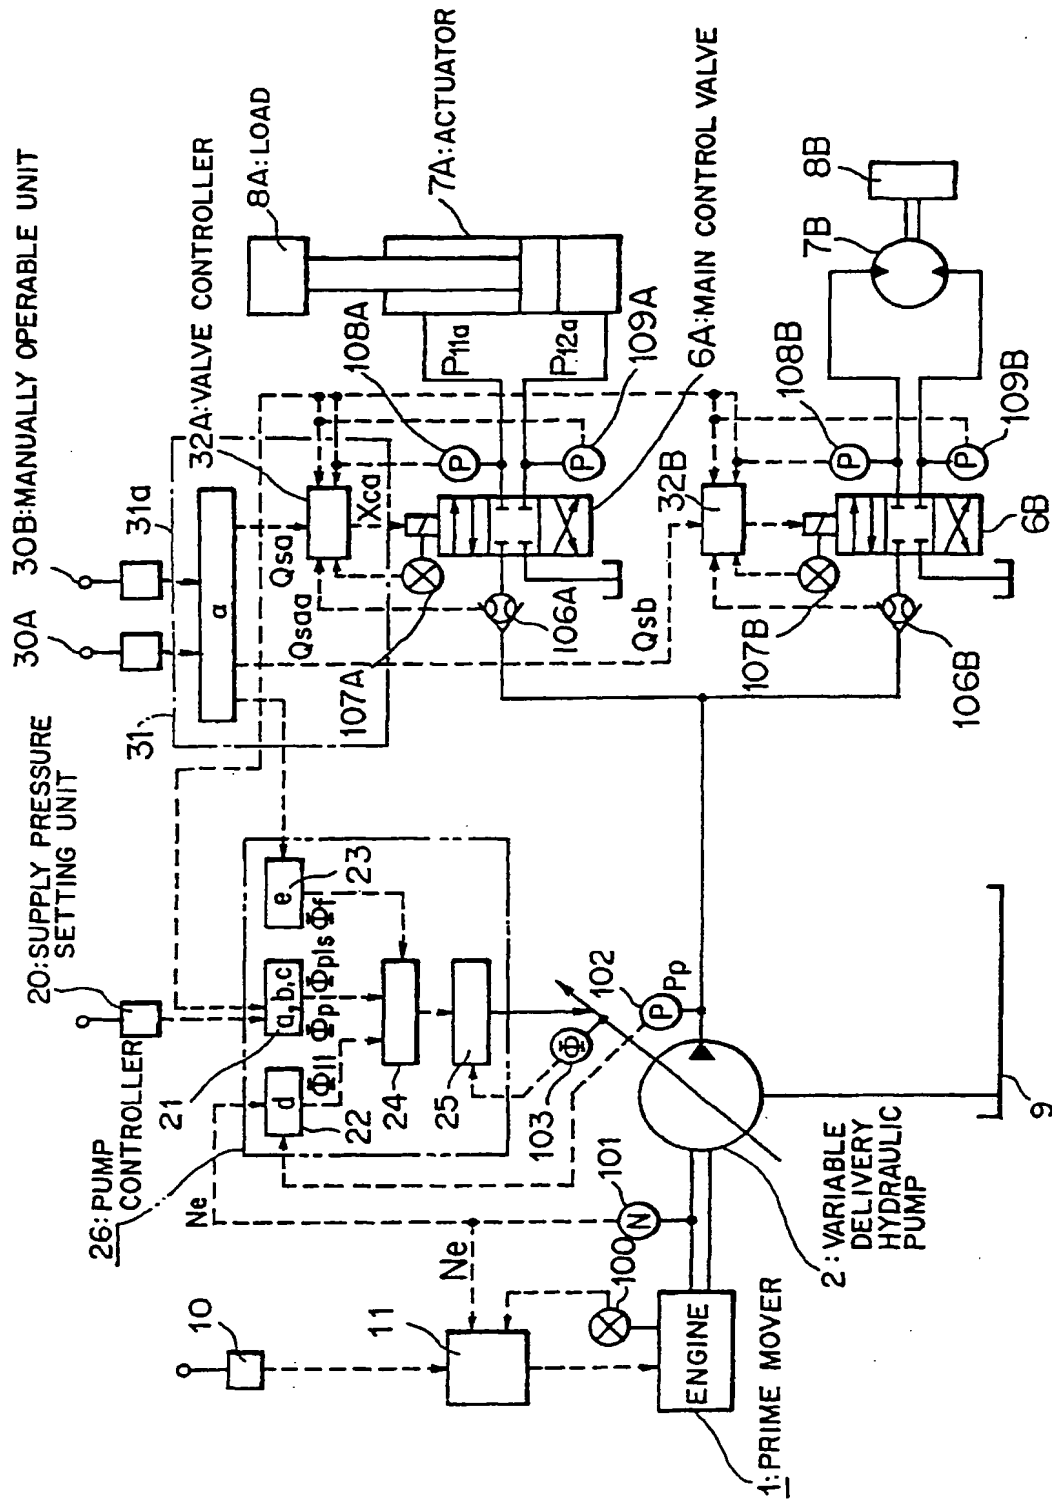 30B:MANUALLY OPERABLE UNIT
30A
31a
31
α
20:SUPPLY PRESSURE
SETTING UNIT
26:PUMP
CONTROLLER
21
a,b,c
Φp
Φpls
e
Φf
23
d
Φll
22
24
25
10
11
Ne
Ne
100
N
101
ENGINE
1:PRIME MOVER
2:VARIABLE
DELIVERY
HYDRAULIC
PUMP
Φ
103
P
102
Pp
9
32A:VALVE CONTROLLER
Qsa
Qsaa
Xca
Qsb
107A
106A
P
108A
P
109A
P11a
P12a
8A:LOAD
7A:ACTUATOR
6A:MAIN CONTROL VALVE
32B
107B
106B
P
108B
P
109B
6B
7B
8B